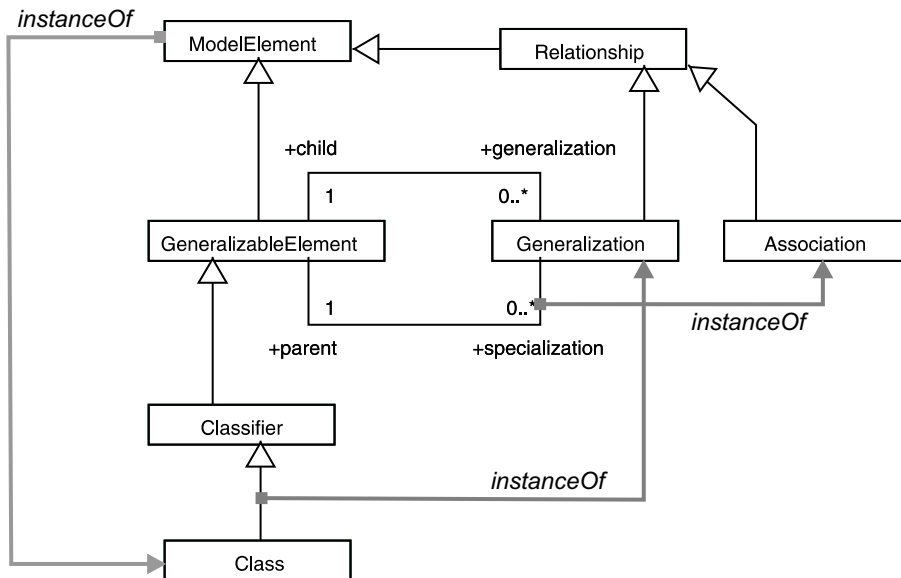 instanceOf
ModelElement
Relationship
+child
+generalization
1
0..*
GeneralizableElement
Generalization
Association
1
0..*
instanceOf
+parent
+specialization
Classifier
instanceOf
Class